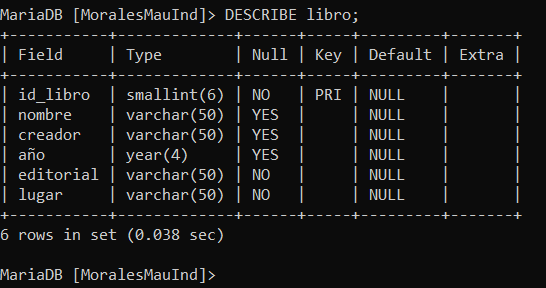 MariaDB [MoralesMauInd]> DESCRIBE libro;
+-----------+-------------+------+-----+---------+-------+
| Field     | Type        | Null | Key | Default | Extra |
+-----------+-------------+------+-----+---------+-------+
| id_libro  | smallint(6) | NO   | PRI | NULL    |       |
| nombre    | varchar(50) | YES  |     | NULL    |       |
| creador   | varchar(50) | YES  |     | NULL    |       |
| año       | year(4)     | YES  |     | NULL    |       |
| editorial | varchar(50) | NO   |     | NULL    |       |
| lugar     | varchar(50) | NO   |     | NULL    |       |
+-----------+-------------+------+-----+---------+-------+
6 rows in set (0.038 sec)
MariaDB [MoralesMauInd]>